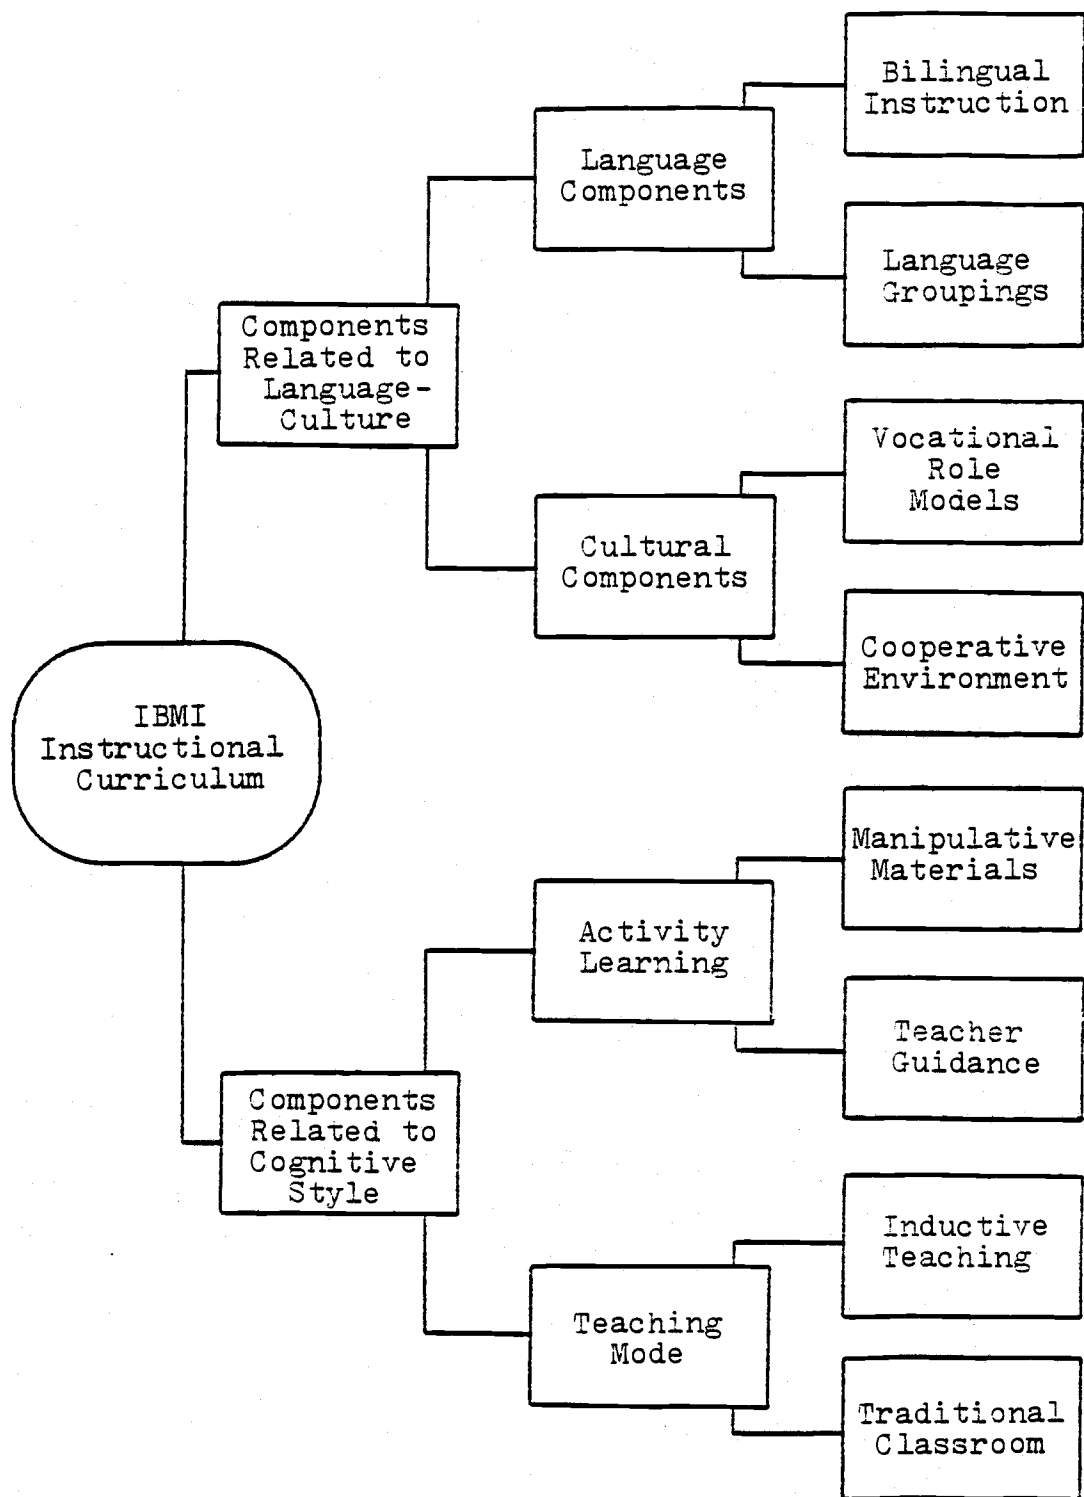 Bilingual
Instruction
Language
Components
Language
Groupings
Components
Related to
Language-
Culture
Vocational
Role
Models
Cultural
Components
Cooperative
Environment
IBMI
Instructional
Curriculum
Manipulative
Materials
Activity
Learning
Teacher
Guidance
Components
Related to
Cognitive
Style
Inductive
Teaching
Teaching
Mode
Traditional
Classroom